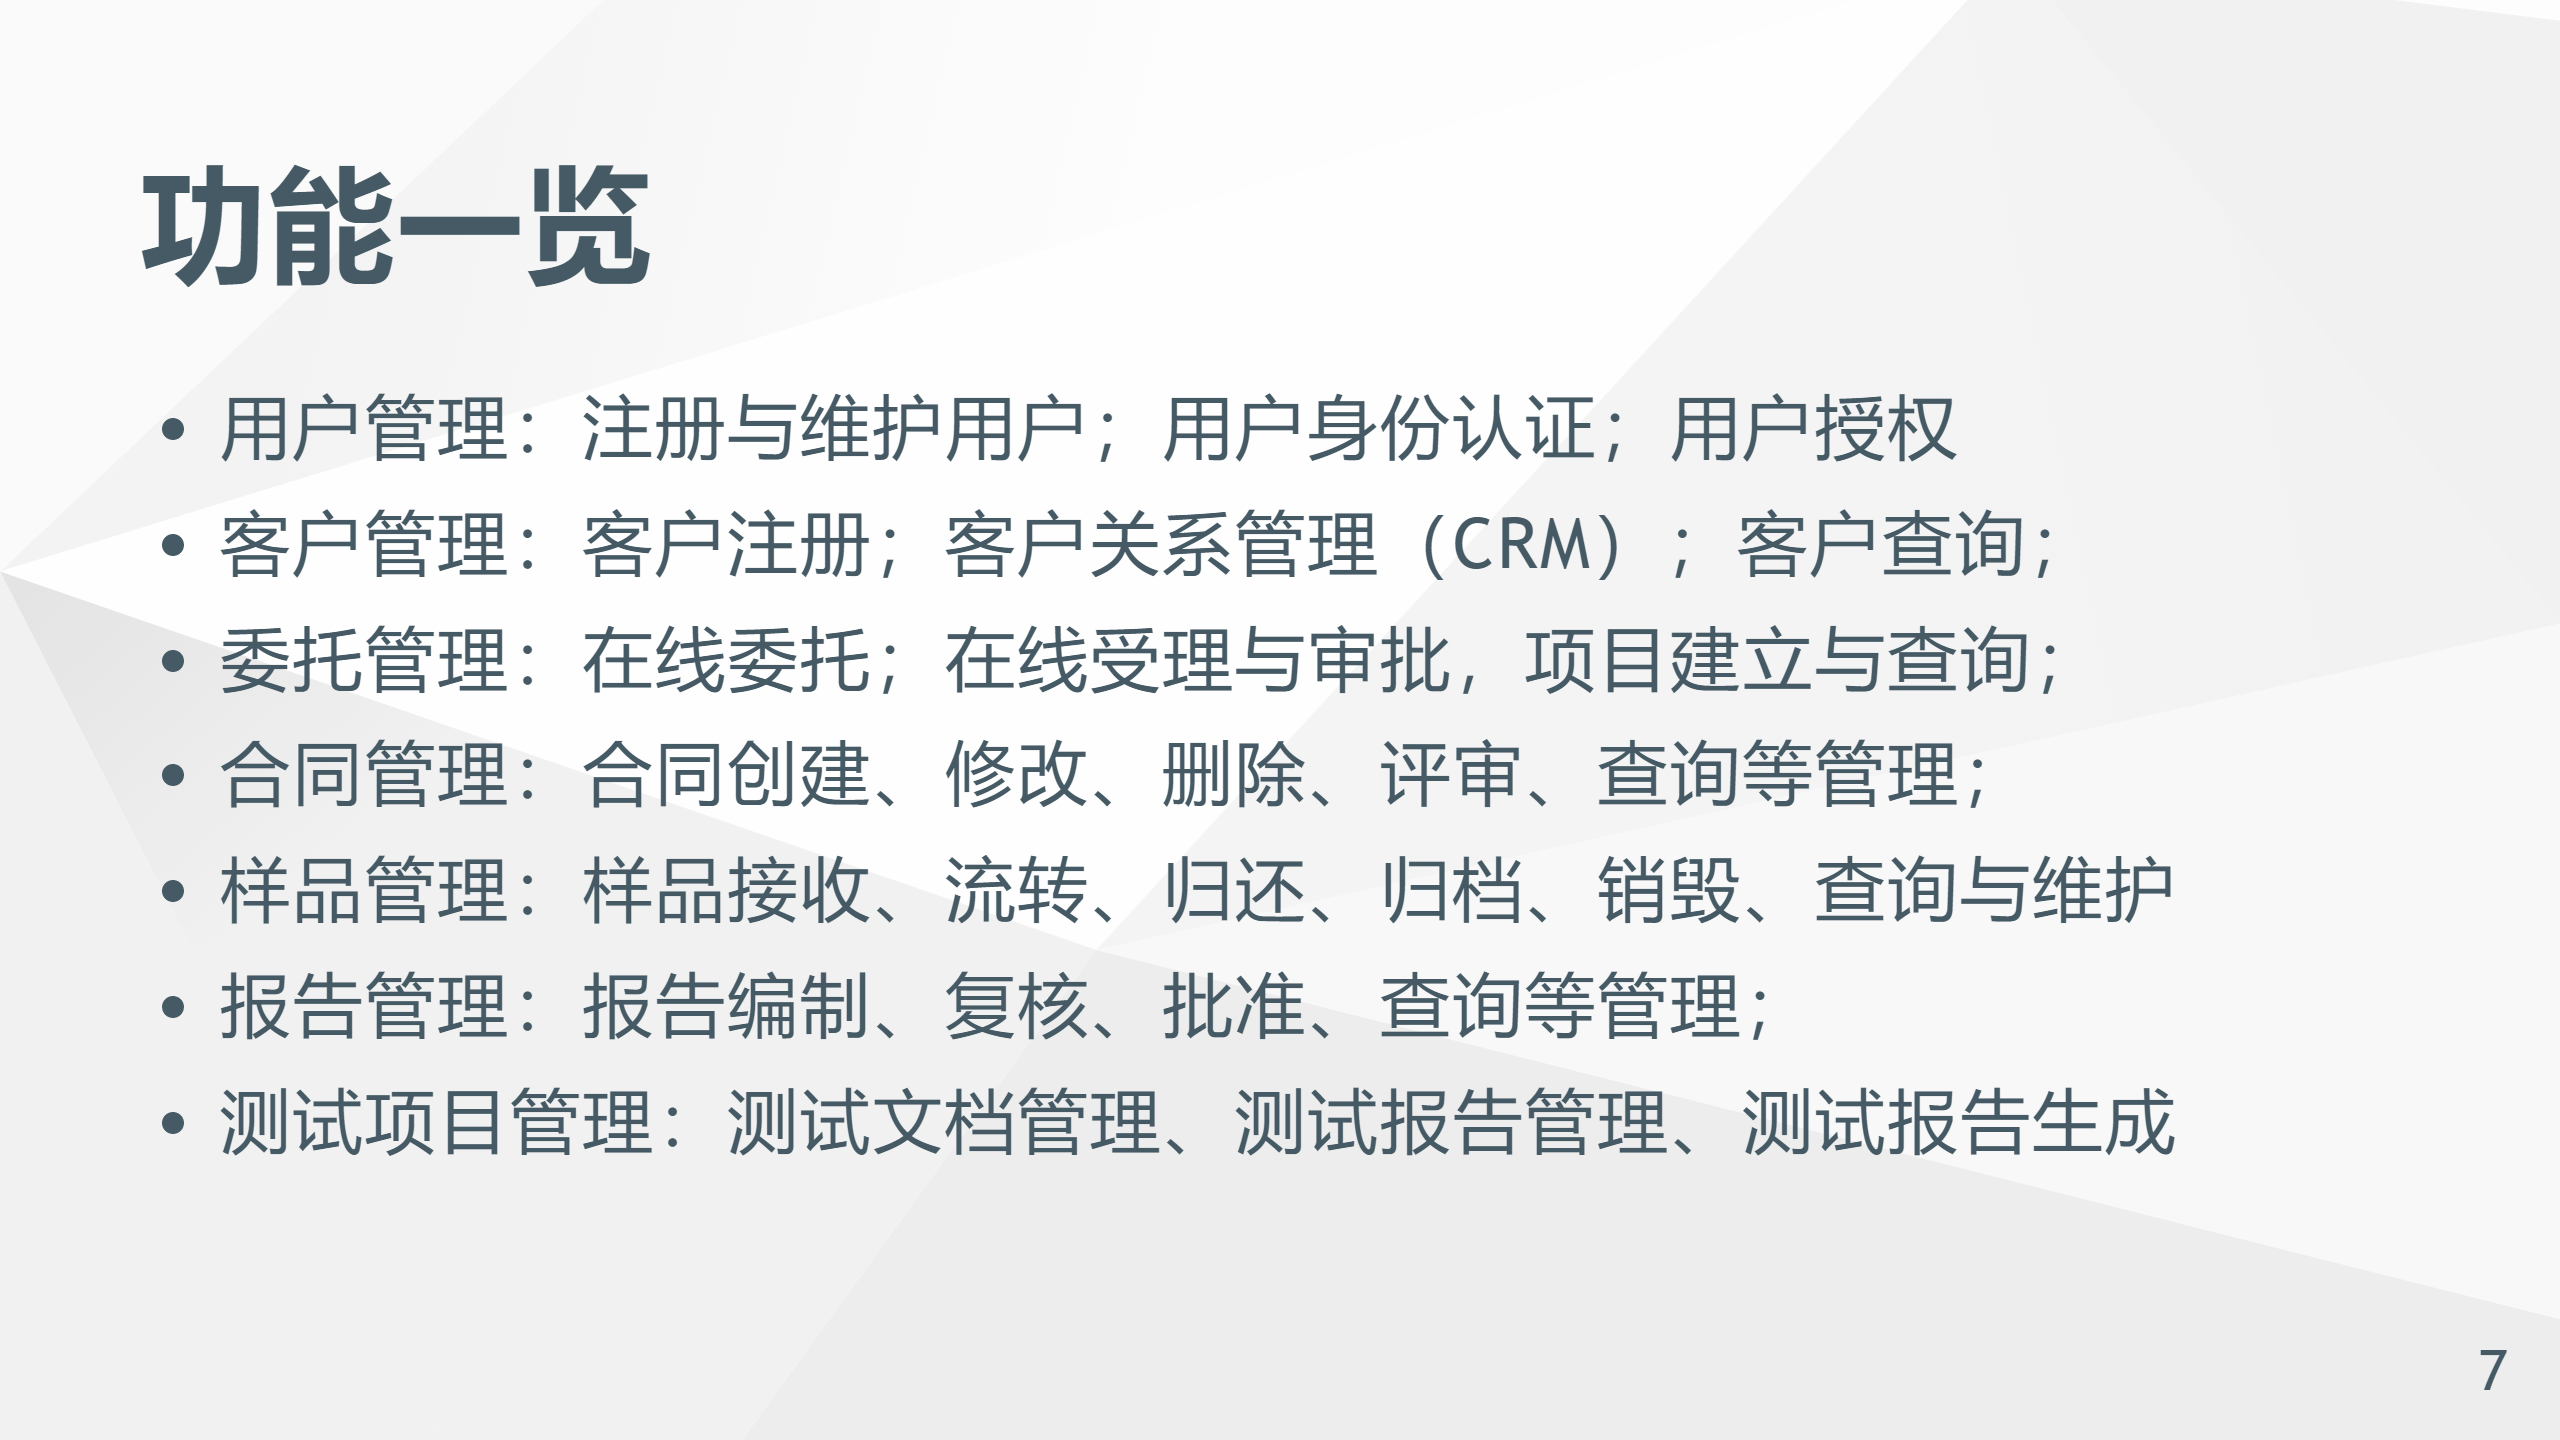 功能一览
• 用户管理：注册与维护用户；用户身份认证；用户授权
• 客户管理：客户注册；客户关系管理（CRM）；客户查询；
• 委托管理：在线委托；在线受理与审批，项目建立与查询；
• 合同管理：合同创建、修改、删除、评审、查询等管理；
• 样品管理：样品接收、流转、归还、归档、销毁、查询与维护
• 报告管理：报告编制、复核、批准、查询等管理；
• 测试项目管理：测试文档管理、测试报告管理、测试报告生成
7